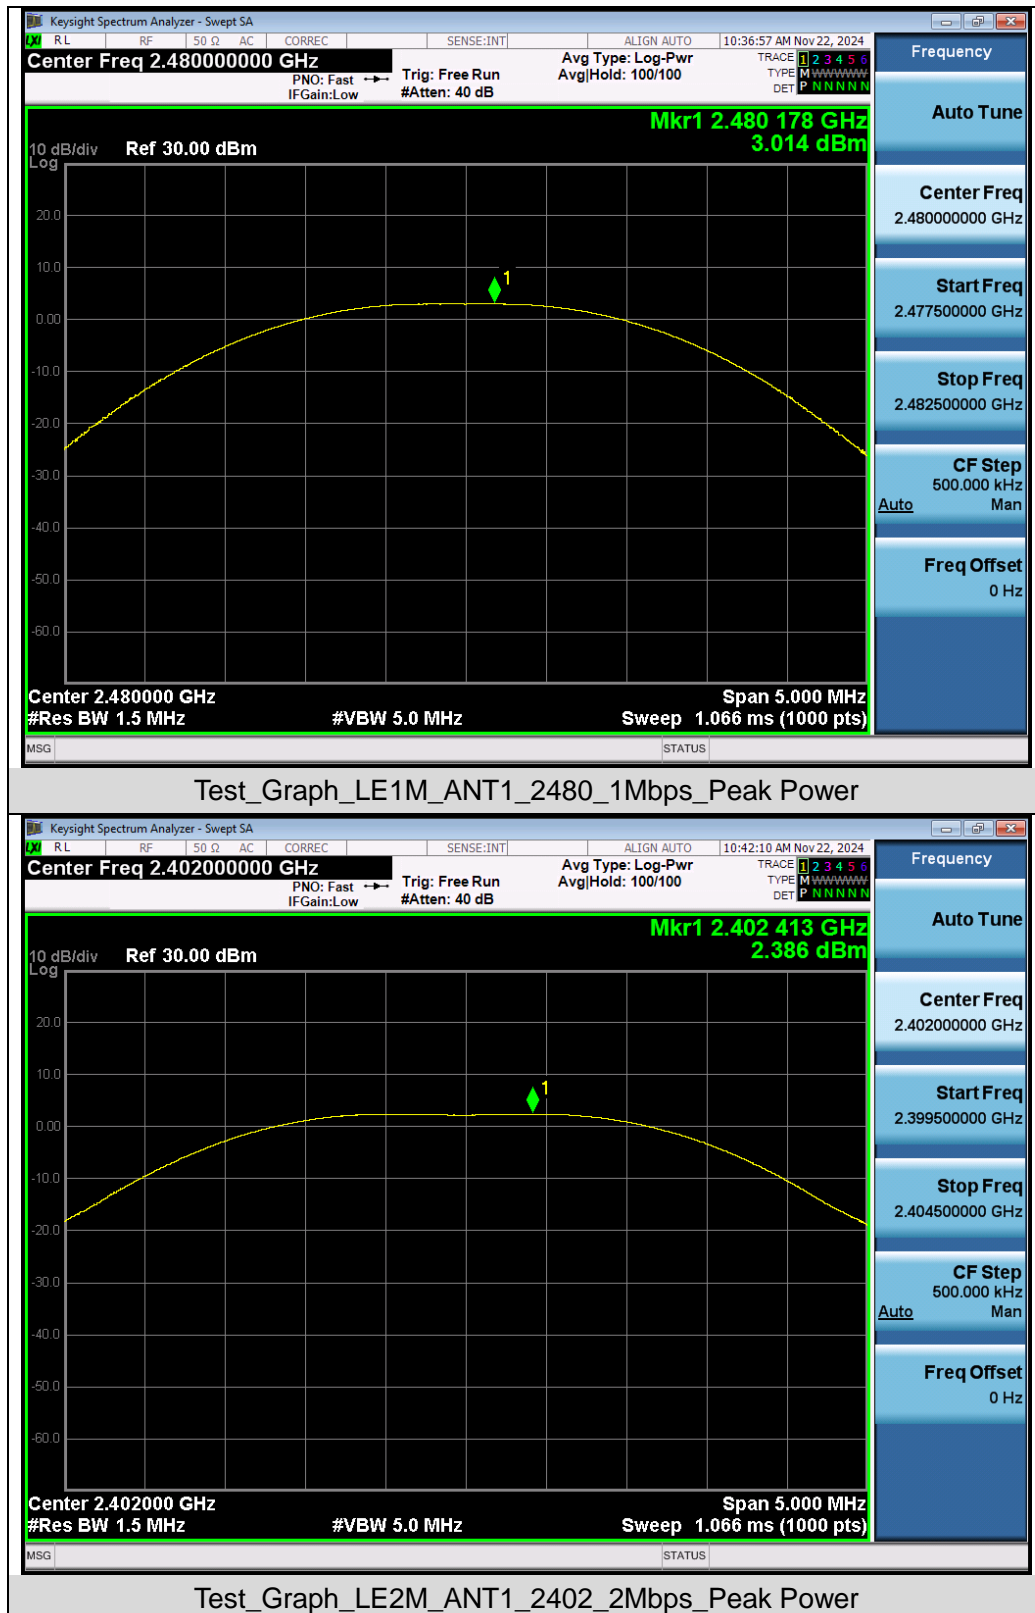 Keysight Spectrum Analyzer - Swept SA
LXI RL RF 50 Ω AC CORREC SENSE:INT ALIGN AUTO 10:36:57 AM Nov 22, 2024
Center Freq 2.480000000 GHz
PNO: Fast
IFGain:Low
Trig: Free Run
#Atten: 40 dB
Avg Type: Log-Pwr
Avg|Hold: 100/100
TRACE 1 2 3 4 5 6
TYPE M WWWWW
DET P N N N N N
Mkr1 2.480 178 GHz
3.014 dBm
10 dB/div Ref 30.00 dBm
Log
20.0
10.0
1
0.00
-10.0
-20.0
-30.0
-40.0
-50.0
-60.0
Center 2.480000 GHz Span 5.000 MHz
#Res BW 1.5 MHz #VBW 5.0 MHz Sweep 1.066 ms (1000 pts)
MSG STATUS
Frequency
Auto Tune
Center Freq
2.480000000 GHz
Start Freq
2.477500000 GHz
Stop Freq
2.482500000 GHz
CF Step
500.000 kHz
Auto Man
Freq Offset
0 Hz
Test_Graph_LE1M_ANT1_2480_1Mbps_Peak Power
Keysight Spectrum Analyzer - Swept SA
LXI RL RF 50 Ω AC CORREC SENSE:INT ALIGN AUTO 10:42:10 AM Nov 22, 2024
Center Freq 2.402000000 GHz
PNO: Fast
IFGain:Low
Trig: Free Run
#Atten: 40 dB
Avg Type: Log-Pwr
Avg|Hold: 100/100
TRACE 1 2 3 4 5 6
TYPE M WWWWW
DET P N N N N N
Mkr1 2.402 413 GHz
2.386 dBm
10 dB/div Ref 30.00 dBm
Log
20.0
10.0
1
0.00
-10.0
-20.0
-30.0
-40.0
-50.0
-60.0
Center 2.402000 GHz Span 5.000 MHz
#Res BW 1.5 MHz #VBW 5.0 MHz Sweep 1.066 ms (1000 pts)
MSG STATUS
Frequency
Auto Tune
Center Freq
2.402000000 GHz
Start Freq
2.399500000 GHz
Stop Freq
2.404500000 GHz
CF Step
500.000 kHz
Auto Man
Freq Offset
0 Hz
Test_Graph_LE2M_ANT1_2402_2Mbps_Peak Power